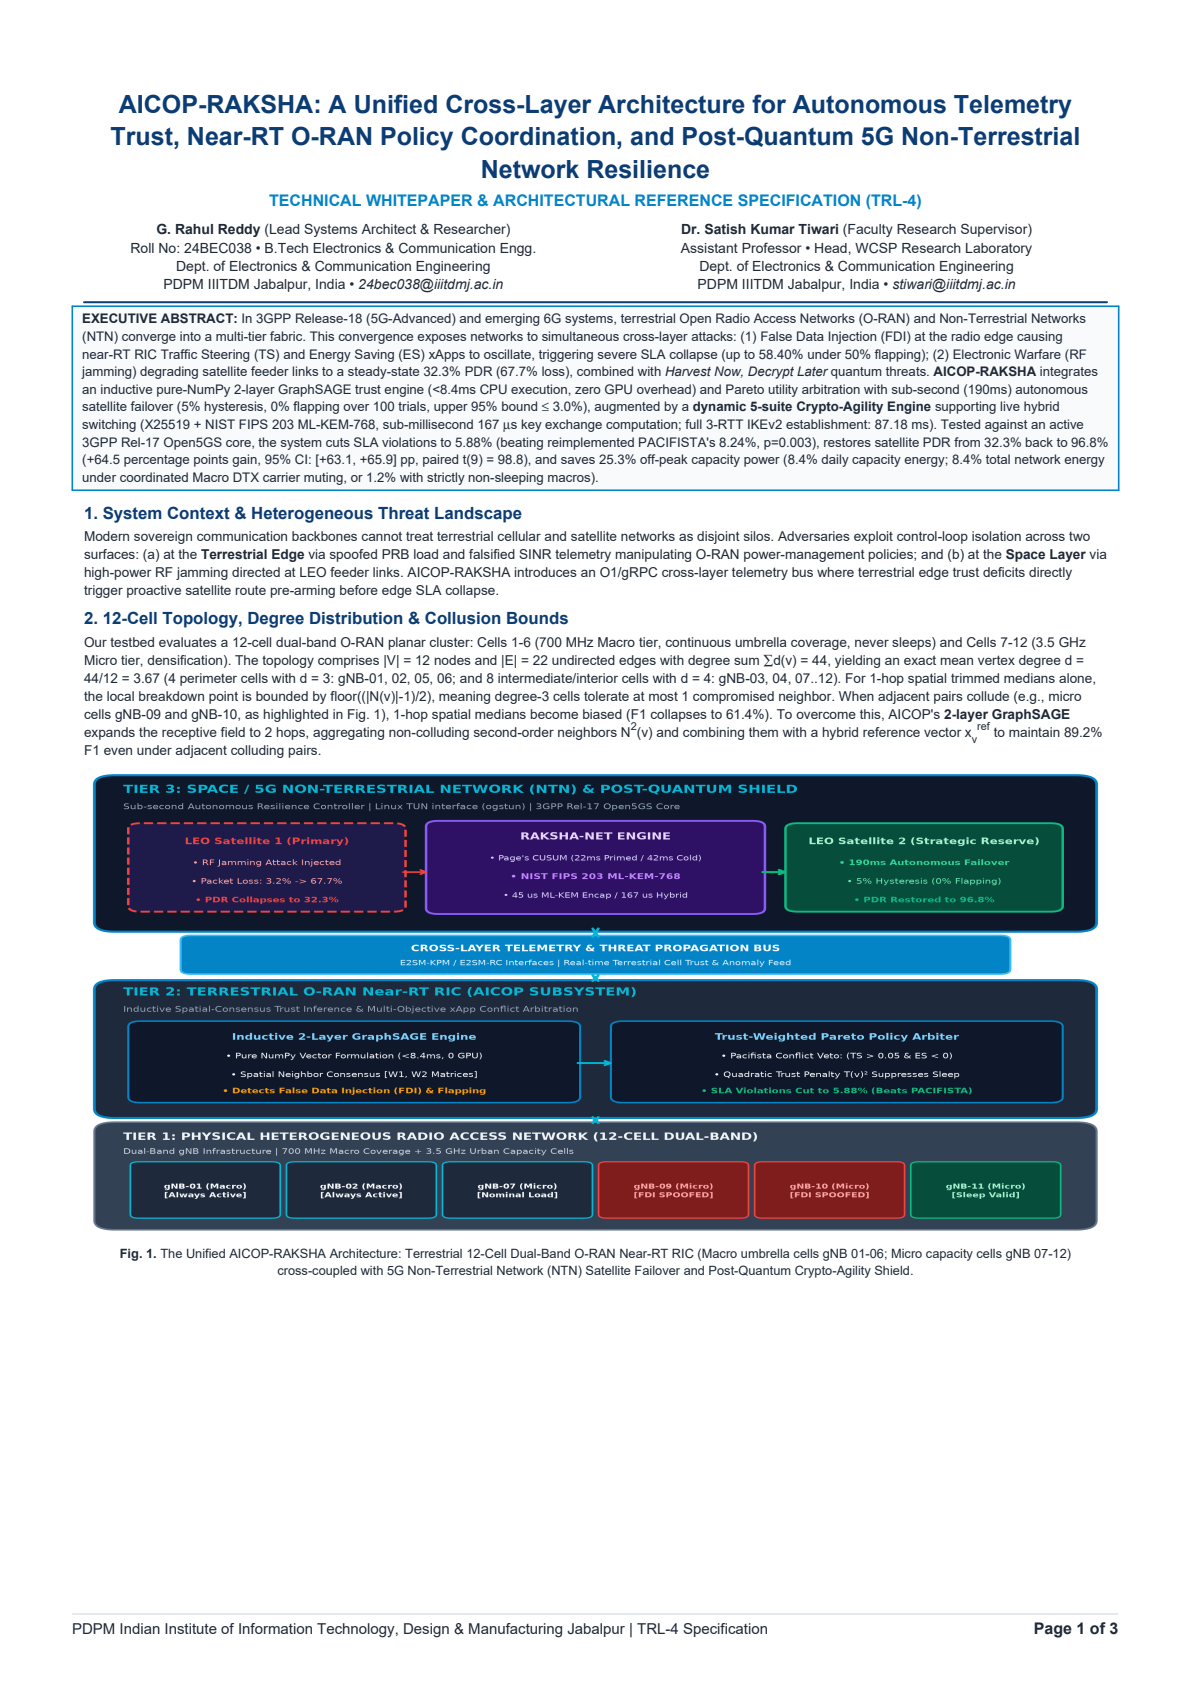 AICOP-RAKSHA: A Unified Cross-Layer Architecture for Autonomous Telemetry
Trust, Near-RT O-RAN Policy Coordination, and Post-Quantum 5G Non-Terrestrial
Network Resilience
TECHNICAL WHITEPAPER & ARCHITECTURAL REFERENCE SPECIFICATION (TRL-4)
G. Rahul Reddy (Lead Systems Architect & Researcher)
Roll No: 24BEC038 • B.Tech Electronics & Communication Engg.
Dept. of Electronics & Communication Engineering
PDPM IIITDM Jabalpur, India • 24bec038@iiitdmj.ac.in
Dr. Satish Kumar Tiwari (Faculty Research Supervisor)
Assistant Professor • Head, WCSP Research Laboratory
Dept. of Electronics & Communication Engineering
PDPM IIITDM Jabalpur, India • stiwari@iiitdmj.ac.in
EXECUTIVE ABSTRACT: In 3GPP Release-18 (5G-Advanced) and emerging 6G systems, terrestrial Open Radio Access Networks (O-RAN) and Non-Terrestrial Networks
(NTN) converge into a multi-tier fabric. This convergence exposes networks to simultaneous cross-layer attacks: (1) False Data Injection (FDI) at the radio edge causing
near-RT RIC Traffic Steering (TS) and Energy Saving (ES) xApps to oscillate, triggering severe SLA collapse (up to 58.40% under 50% flapping); (2) Electronic Warfare (RF
jamming) degrading satellite feeder links to a steady-state 32.3% PDR (67.7% loss), combined with Harvest Now, Decrypt Later quantum threats. AICOP-RAKSHA integrates
an inductive pure-NumPy 2-layer GraphSAGE trust engine (<8.4ms CPU execution, zero GPU overhead) and Pareto utility arbitration with sub-second (190ms) autonomous
satellite failover (5% hysteresis, 0% flapping over 100 trials, upper 95% bound ≤ 3.0%), augmented by a dynamic 5-suite Crypto-Agility Engine supporting live hybrid
switching (X25519 + NIST FIPS 203 ML-KEM-768, sub-millisecond 167 μs key exchange computation; full 3-RTT IKEv2 establishment: 87.18 ms). Tested against an active
3GPP Rel-17 Open5GS core, the system cuts SLA violations to 5.88% (beating reimplemented PACIFISTA's 8.24%, p=0.003), restores satellite PDR from 32.3% back to 96.8%
(+64.5 percentage points gain, 95% CI: [+63.1, +65.9] pp, paired t(9) = 98.8), and saves 25.3% off-peak capacity power (8.4% daily capacity energy; 8.4% total network energy
under coordinated Macro DTX carrier muting, or 1.2% with strictly non-sleeping macros).
1. System Context & Heterogeneous Threat Landscape
Modern sovereign communication backbones cannot treat terrestrial cellular and satellite networks as disjoint silos. Adversaries exploit control-loop isolation across two
surfaces: (a) at the Terrestrial Edge via spoofed PRB load and falsified SINR telemetry manipulating O-RAN power-management policies; and (b) at the Space Layer via
high-power RF jamming directed at LEO feeder links. AICOP-RAKSHA introduces an O1/gRPC cross-layer telemetry bus where terrestrial edge trust deficits directly
trigger proactive satellite route pre-arming before edge SLA collapse.
2. 12-Cell Topology, Degree Distribution & Collusion Bounds
Our testbed evaluates a 12-cell dual-band O-RAN planar cluster: Cells 1-6 (700 MHz Macro tier, continuous umbrella coverage, never sleeps) and Cells 7-12 (3.5 GHz
Micro tier, densification). The topology comprises |V| = 12 nodes and |E| = 22 undirected edges with degree sum ∑d(v) = 44, yielding an exact mean vertex degree d =
44/12 = 3.67 (4 perimeter cells with d = 3: gNB-01, 02, 05, 06; and 8 intermediate/interior cells with d = 4: gNB-03, 04, 07..12). For 1-hop spatial trimmed medians alone,
the local breakdown point is bounded by floor((|N(v)|-1)/2), meaning degree-3 cells tolerate at most 1 compromised neighbor. When adjacent pairs collude (e.g., micro
cells gNB-09 and gNB-10, as highlighted in Fig. 1), 1-hop spatial medians become biased (F1 collapses to 61.4%). To overcome this, AICOP's 2-layer GraphSAGE
expands the receptive field to 2 hops, aggregating non-colluding second-order neighbors N²(v) and combining them with a hybrid reference vector x_v^ref to maintain 89.2%
F1 even under adjacent colluding pairs.
TIER 3: SPACE / 5G NON-TERRESTRIAL NETWORK (NTN) & POST-QUANTUM SHIELD
Sub-second Autonomous Resilience Controller | Linux TUN interface (ogstun) | 3GPP Rel-17 Open5GS Core
LEO Satellite 1 (Primary)
• RF Jamming Attack Injected
• Packet Loss: 3.2% -> 67.7%
• PDR Collapses to 32.3%
RAKSHA-NET ENGINE
• Page's CUSUM (22ms Primed / 42ms Cold)
• NIST FIPS 203 ML-KEM-768
• 45 us ML-KEM Encap / 167 us Hybrid
LEO Satellite 2 (Strategic Reserve)
• 190ms Autonomous Failover
• 5% Hysteresis (0% Flapping)
• PDR Restored to 96.8%
CROSS-LAYER TELEMETRY & THREAT PROPAGATION BUS
E2SM-KPM / E2SM-RC Interfaces | Real-time Terrestrial Cell Trust & Anomaly Feed
TIER 2: TERRESTRIAL O-RAN Near-RT RIC (AICOP SUBSYSTEM)
Inductive Spatial-Consensus Trust Inference & Multi-Objective xApp Conflict Arbitration
Inductive 2-Layer GraphSAGE Engine
• Pure NumPy Vector Formulation (<8.4ms, 0 GPU)
• Spatial Neighbor Consensus [W1, W2 Matrices]
• Detects False Data Injection (FDI) & Flapping
Trust-Weighted Pareto Policy Arbiter
• Pacifista Conflict Veto: (TS > 0.05 & ES < 0)
• Quadratic Trust Penalty T(v)² Suppresses Sleep
• SLA Violations Cut to 5.88% (Beats PACIFISTA)
TIER 1: PHYSICAL HETEROGENEOUS RADIO ACCESS NETWORK (12-CELL DUAL-BAND)
Dual-Band gNB Infrastructure | 700 MHz Macro Coverage + 3.5 GHz Urban Capacity Cells
gNB-01 (Macro)
[Always Active]
gNB-02 (Macro)
[Always Active]
gNB-07 (Micro)
[Nominal Load]
gNB-09 (Micro)
[FDI SPOOFED]
gNB-10 (Micro)
[FDI SPOOFED]
gNB-11 (Micro)
[Sleep Valid]
Fig. 1. The Unified AICOP-RAKSHA Architecture: Terrestrial 12-Cell Dual-Band O-RAN Near-RT RIC (Macro umbrella cells gNB 01-06; Micro capacity cells gNB 07-12)
cross-coupled with 5G Non-Terrestrial Network (NTN) Satellite Failover and Post-Quantum Crypto-Agility Shield.
PDPM Indian Institute of Information Technology, Design & Manufacturing Jabalpur | TRL-4 Specification
Page 1 of 3